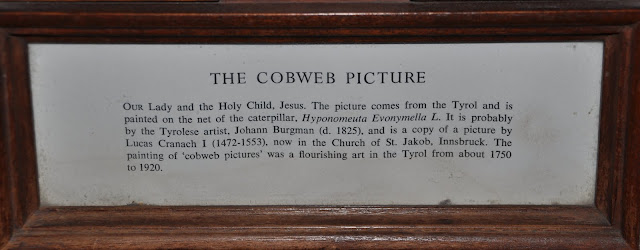 THE COBWEB PICTURE
OUR Lady and the Holy Child, Jesus. The picture comes from the Tyrol and is
painted on the net of the caterpillar, Hyponomeuta Evonymella L. It is probably
by the Tyrolese artist, Johann Burgman (d. 1825), and is a copy of a picture by
Lucas Cranach I (1472-1553), now in the Church of St. Jakob, Innsbruck. The
painting of 'cobweb pictures' was a flourishing art in the Tyrol from about 1750
to 1920.